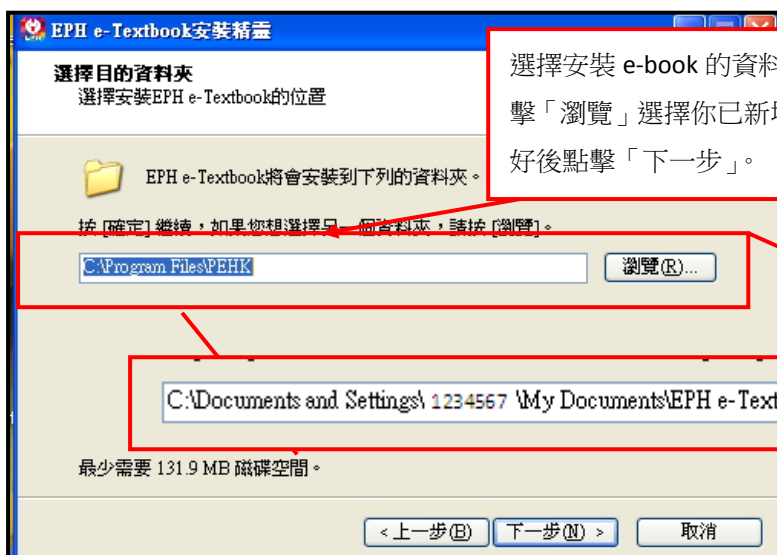 EPH e-Textbook安裝精靈
選擇目的資料夾
選擇安裝EPH e-Textbook的位置
選擇安裝 e-book 的資料
擊「瀏覽」選擇你已新
好後點擊「下一步」。
EPH e-Textbook將會安裝到下列的資料夾。
按 [確定] 繼續，如果您想選擇另一個資料夾，請按 [瀏覽]。
C:\Program Files\PEHK
瀏覽(R)...
C:\Documents and Settings\ 1234567 \My Documents\EPH e-Text
最少需要 131.9 MB 磁碟空間。
< 上一步(B)
下一步(N) >
取消